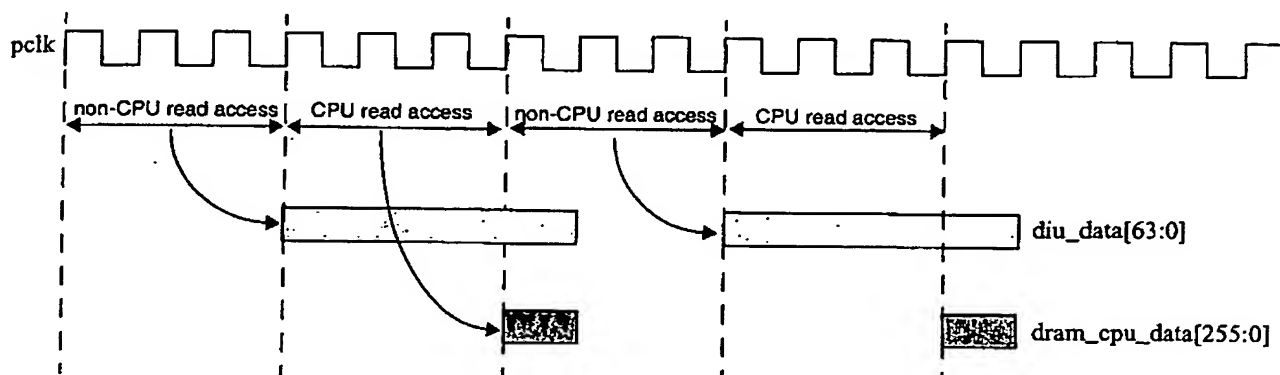 pclk
non-CPU read access CPU read access non-CPU read access CPU read access
diu_data[63:0]
dram_cpu_data[255:0]